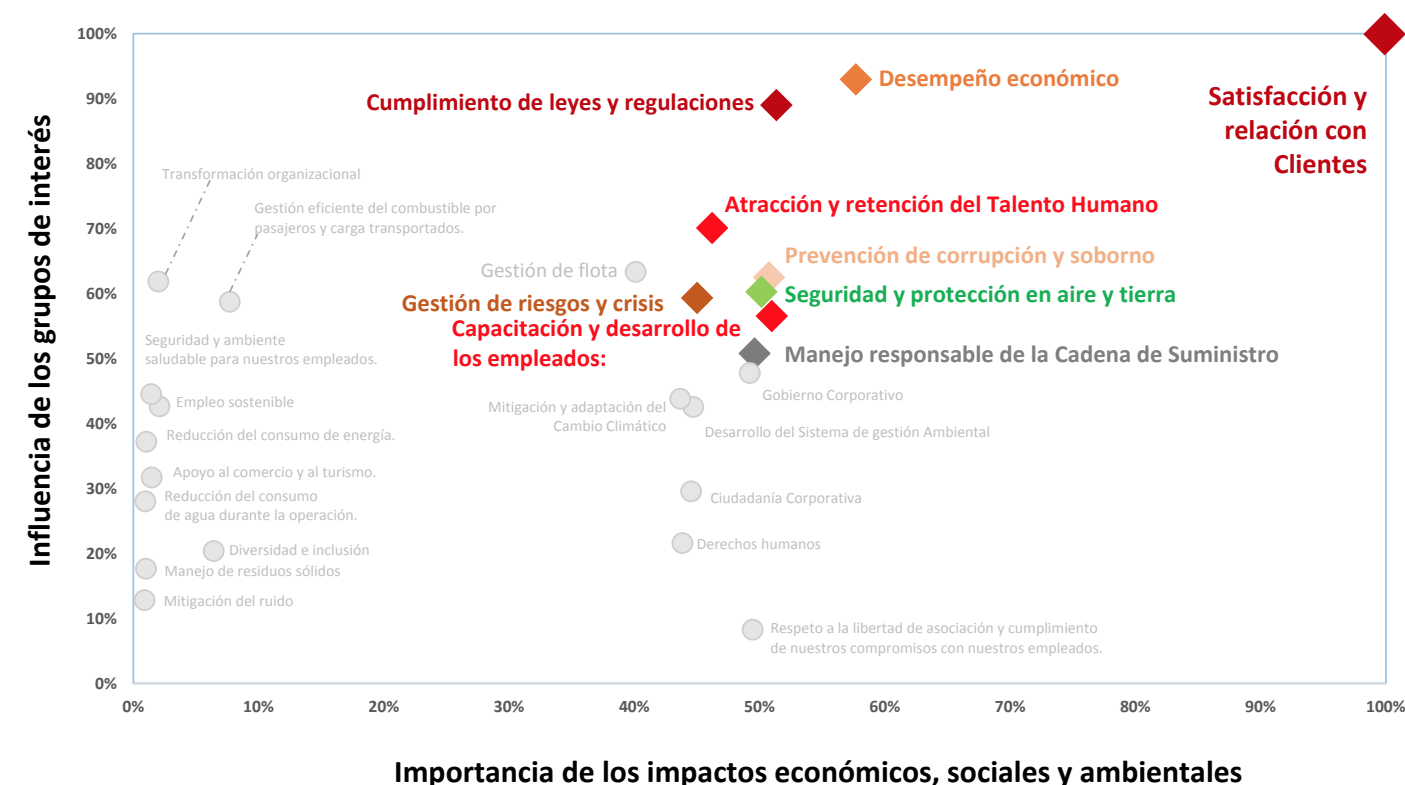 100%
90%
80%
70%
60%
50%
40%
30%
20%
10%
0%
Influencia de los grupos de interés
Desempeño económico
Cumplimiento de leyes y regulaciones
Satisfacción y
relación con
Clientes
Transformación organizacional
Gestión eficiente del combustible por
pasajeros y carga transportados.
Atracción y retención del Talento Humano
Prevención de corrupción y soborno
Gestión de flota
Seguridad y protección en aire y tierra
Gestión de riesgos y crisis
Capacitación y desarrollo de
los empleados:
Seguridad y ambiente
saludable para nuestros empleados.
Manejo responsable de la Cadena de Suministro
Gobierno Corporativo
Empleo sostenible
Mitigación y adaptación del
Cambio Climático
Desarrollo del Sistema de gestión Ambiental
Reducción del consumo de energía.
Apoyo al comercio y al turismo.
Reducción del consumo
de agua durante la operación.
Ciudadanía Corporativa
Diversidad e inclusión
Derechos humanos
Manejo de residuos sólidos
Mitigación del ruido
Respeto a la libertad de asociación y cumplimiento
de nuestros compromisos con nuestros empleados.
0% 10% 20% 30% 40% 50% 60% 70% 80% 90% 100%
Importancia de los impactos económicos, sociales y ambientales